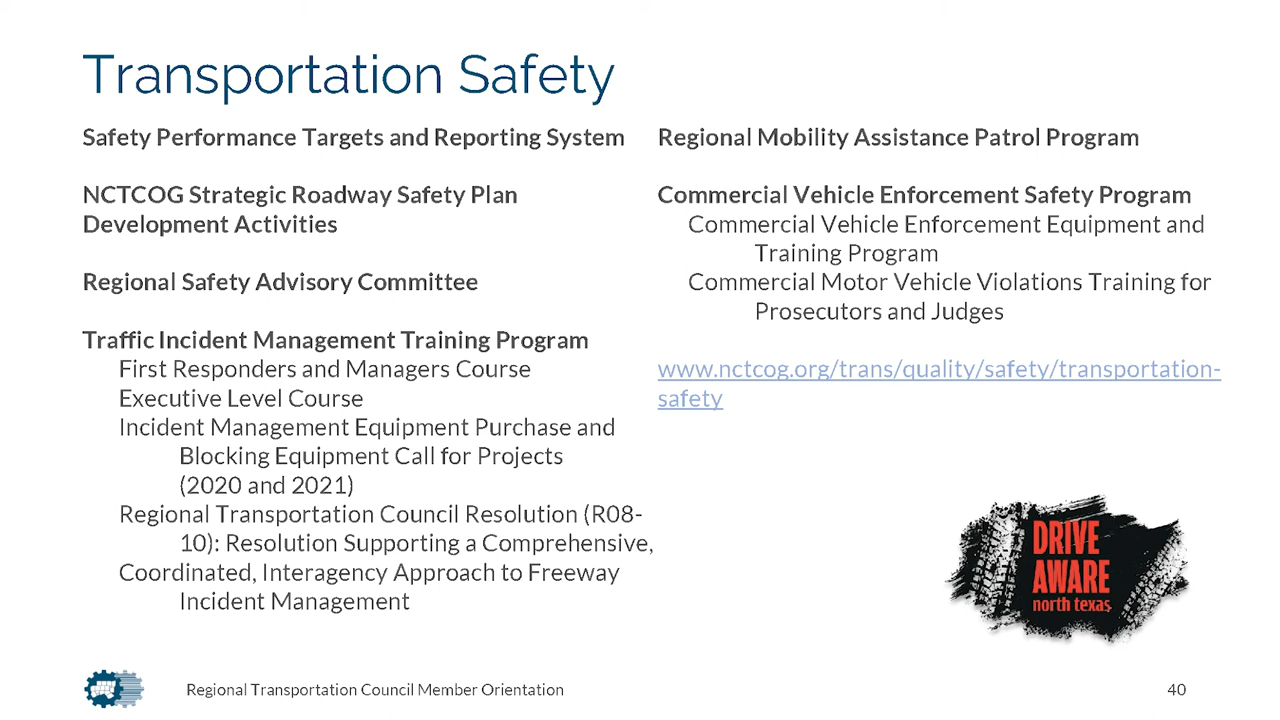 Transportation Safety
Safety Performance Targets and Reporting System
NCTCOG Strategic Roadway Safety Plan
Development Activities
Regional Safety Advisory Committee
Traffic Incident Management Training Program
First Responders and Managers Course
Executive Level Course
Incident Management Equipment Purchase and
Blocking Equipment Call for Projects
(2020 and 2021)
Regional Transportation Council Resolution (R08-
10): Resolution Supporting a Comprehensive,
Coordinated, Interagency Approach to Freeway
Incident Management
Regional Mobility Assistance Patrol Program
Commercial Vehicle Enforcement Safety Program
Commercial Vehicle Enforcement Equipment and
Training Program
Commercial Motor Vehicle Violations Training for
Prosecutors and Judges
www.nctcog.org/trans/quality/safety/transportation-
safety
DRIVE
AWARE
north texas
Regional Transportation Council Member Orientation
40